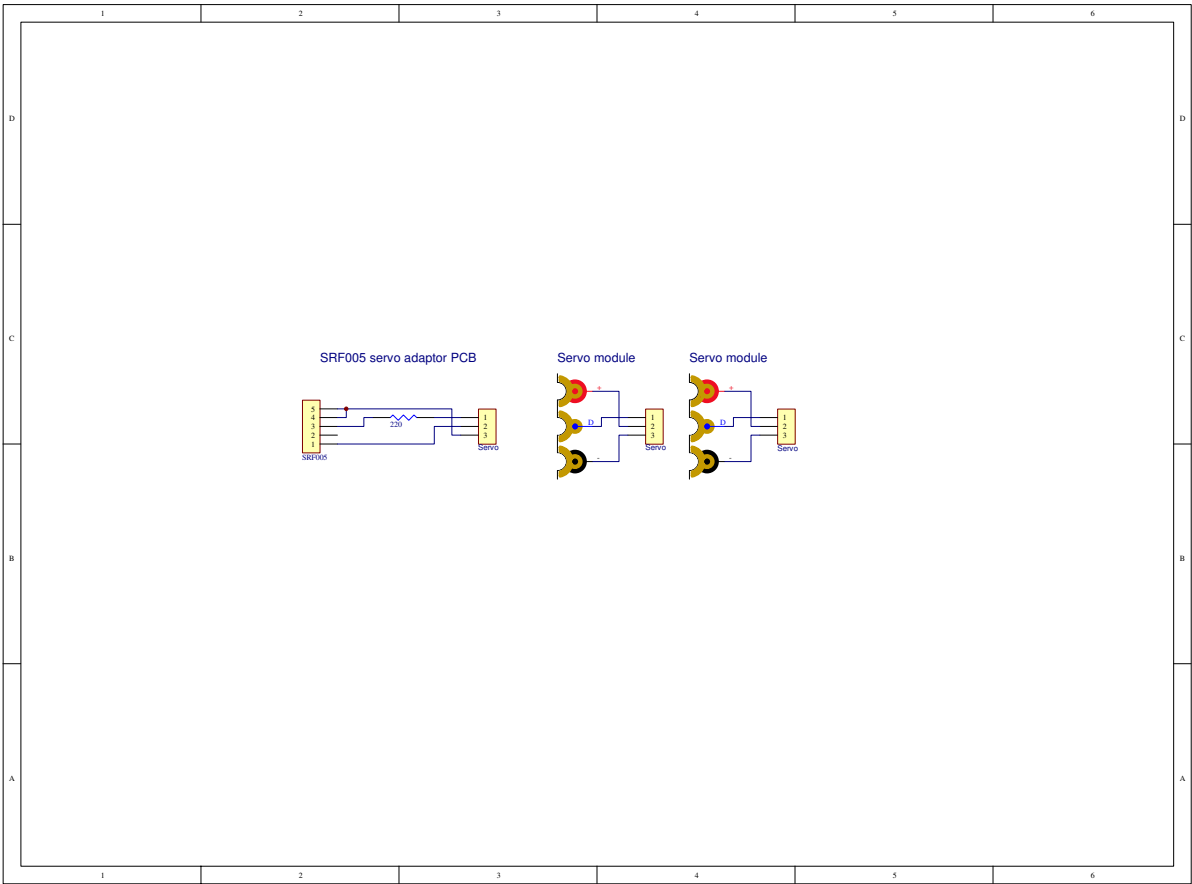 1 2 3 4 5 6
D D
C C
SRF005 servo adaptor PCB Servo module Servo module
+ +
5
4 1 1 1
3 220 D 2 D 2 2
2 3 3 3
1 Servo Servo Servo
SRF005 - -
B B
A A
1 2 3 4 5 6